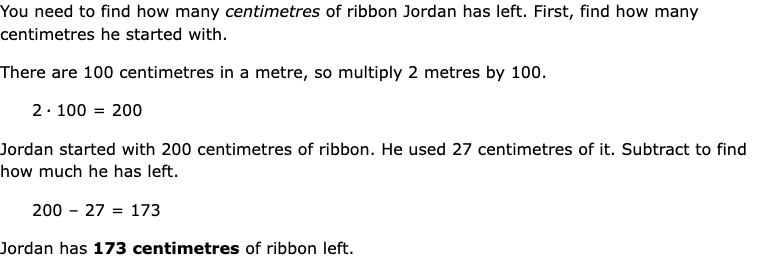 You need to find how many centimetres of ribbon Jordan has left. First, find how many
centimetres he started with.
There are 100 centimetres in a metre, so multiply 2 metres by 100.
2 · 100 = 200
Jordan started with 200 centimetres of ribbon. He used 27 centimetres of it. Subtract to find
how much he has left.
200 – 27 = 173
Jordan has 173 centimetres of ribbon left.